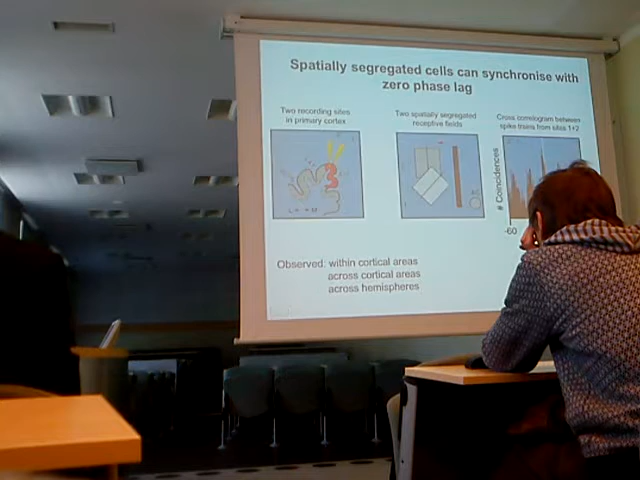 Spatially segregated cells can synchronise with
zero phase lag
Two recording sites
in primary cortex
Two spatially segregated
receptive fields
Cross correlogram between
spike trains from sites 1+2
# Coincidences
-60
Observed: within cortical areas
across cortical areas
across hemispheres